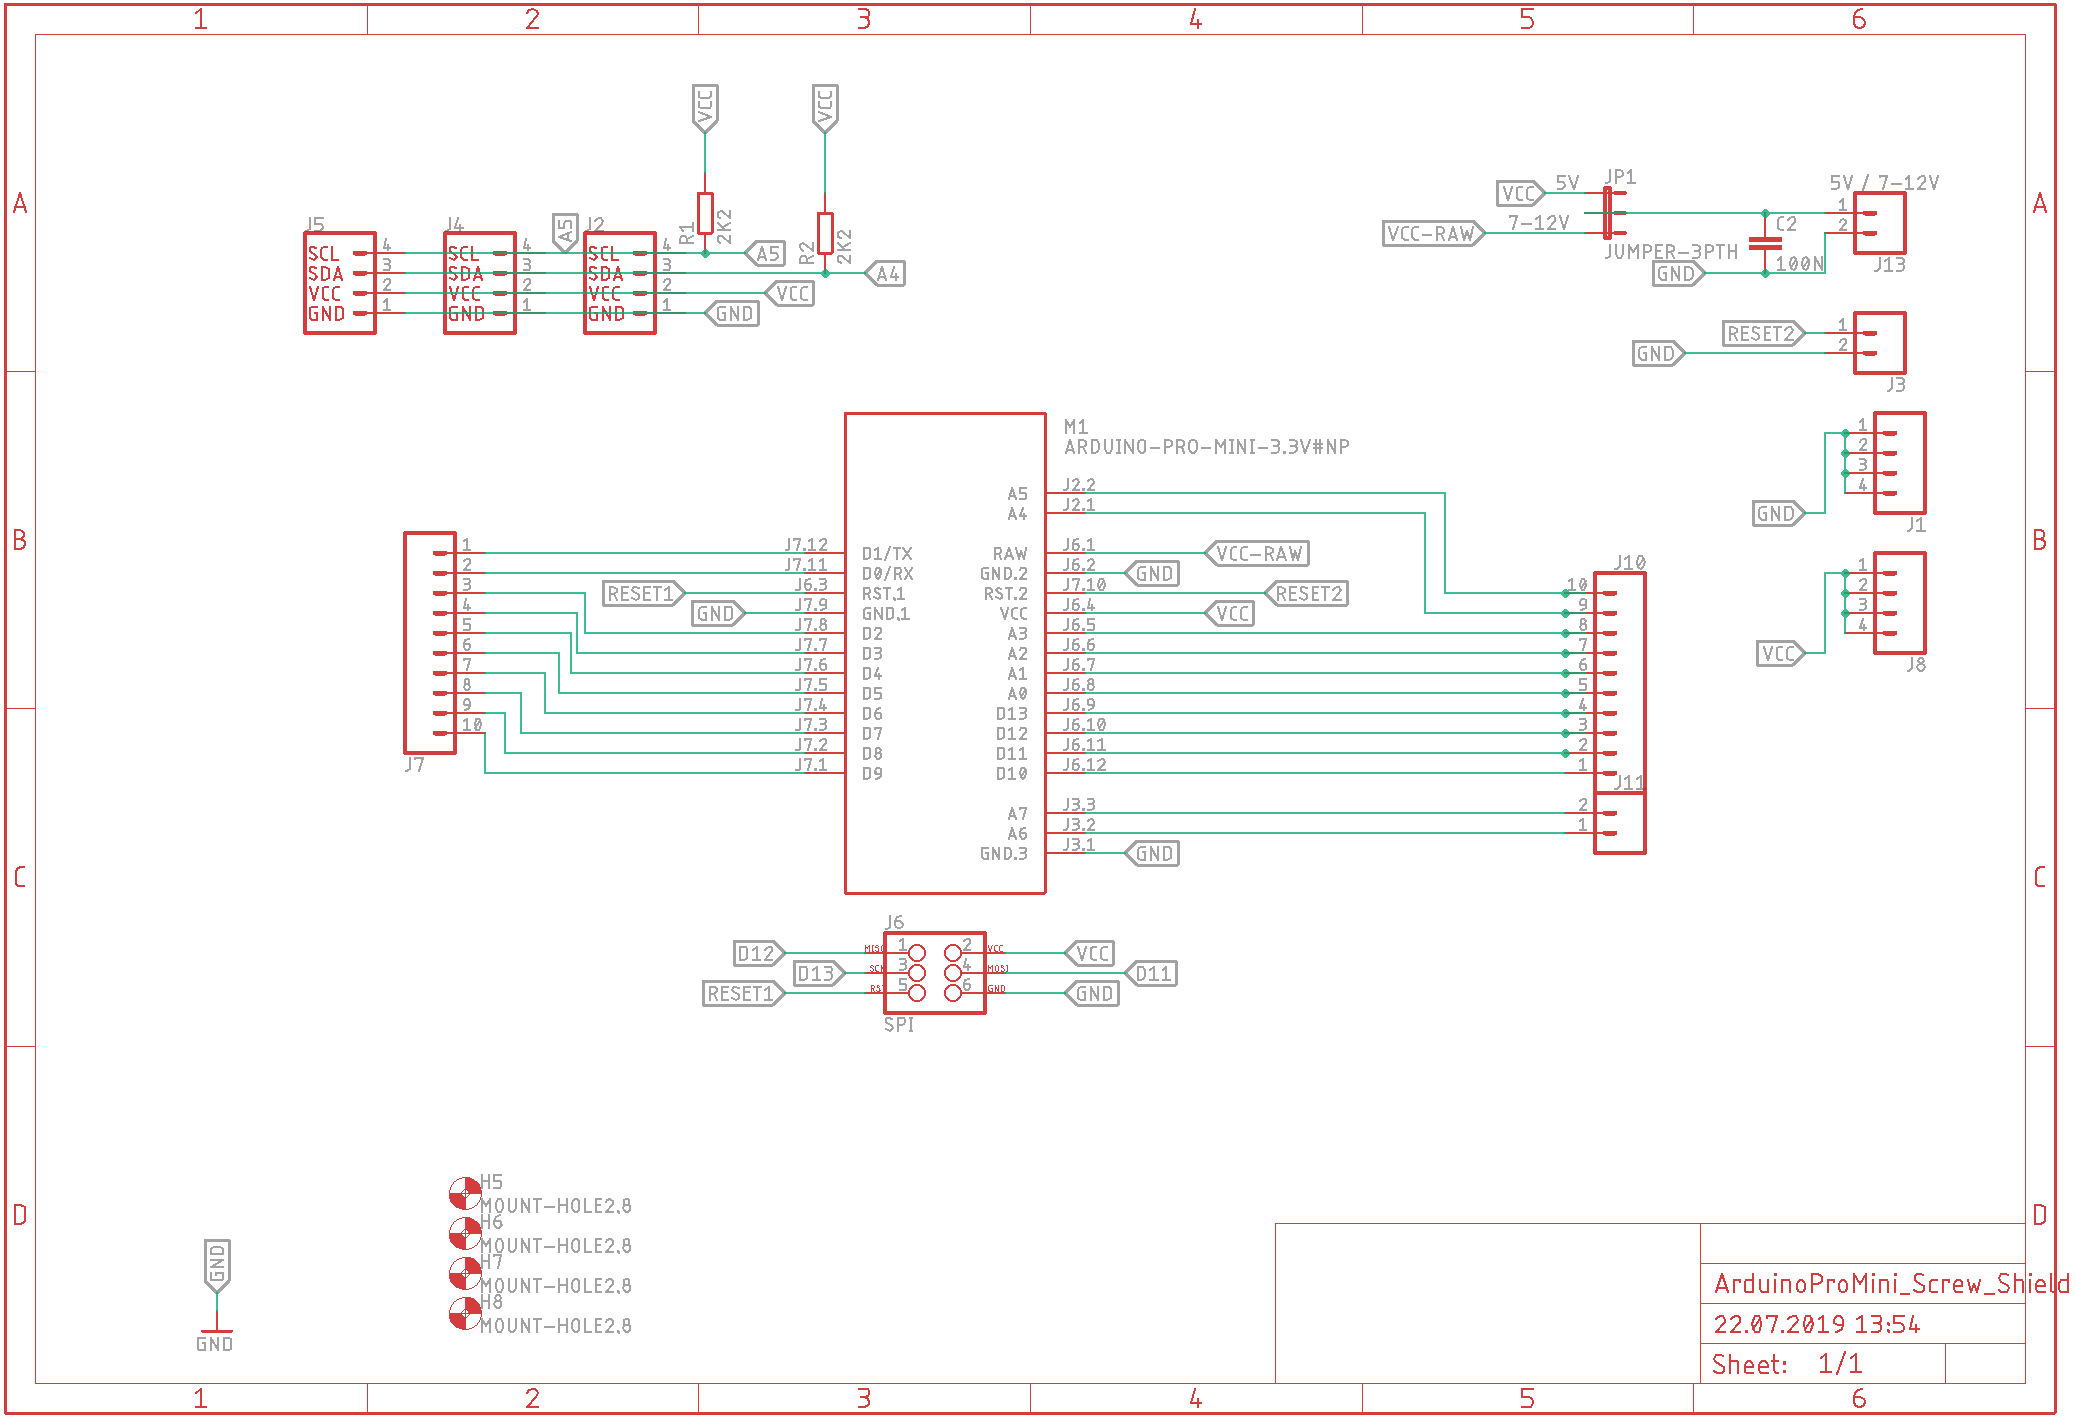 1 2 3 4 5 6
A A
B B
C C
D D
VCC VCC
R1 2K2
R2 2K2
J5 J4 A5 J2
SCL 4 SCL 4 SCL 4 A5
SDA 3 SDA 3 SDA 3 A4
VCC 2 VCC 2 VCC 2 VCC
GND 1 GND 1 GND 1 GND
JP1
VCC 5V
VCC-RAW 7-12V
JUMPER-3PTH
5V / 7-12V
1
2
C2
100N
GND
J13
RESET2 1
GND 2
J3
1
2
3
4
GND
J1
1
2
3
4
VCC
J8
M1
ARDUINO-PRO-MINI-3.3V#NP
A5 J2.2
A4 J2.1
1 J7.12 D1/TX RAW J6.1 VCC-RAW
2 J7.11 D0/RX GND.2 J6.2 GND
3 RESET1 J6.3 RST.1 RST.2 J7.10 RESET2
4 GND J7.9 GND.1 VCC J6.4 VCC
5 J7.8 D2 A3 J6.5
6 J7.7 D3 A2 J6.6
7 J7.6 D4 A1 J6.7
8 J7.5 D5 A0 J6.8
9 J7.4 D6 D13 J6.9
10 J7.3 D7 D12 J6.10
J7.2 D8 D11 J6.11
J7.1 D9 D10 J6.12
J7
A7 J3.3
A6 J3.2
GND.3 J3.1 GND
J10
10
9
8
7
6
5
4
3
2
1
J11
2
1
J6
D12 MISO 1 2 VCC VCC
D13 SCK 3 4 MOSI D11
RESET1 RST 5 6 GND GND
SPI
H5
MOUNT-HOLE2,8
H6
MOUNT-HOLE2,8
H7
MOUNT-HOLE2,8
H8
MOUNT-HOLE2,8
GND
GND
ArduinoProMini_Screw_Shield
22.07.2019 13:54
Sheet: 1/1
1 2 3 4 5 6